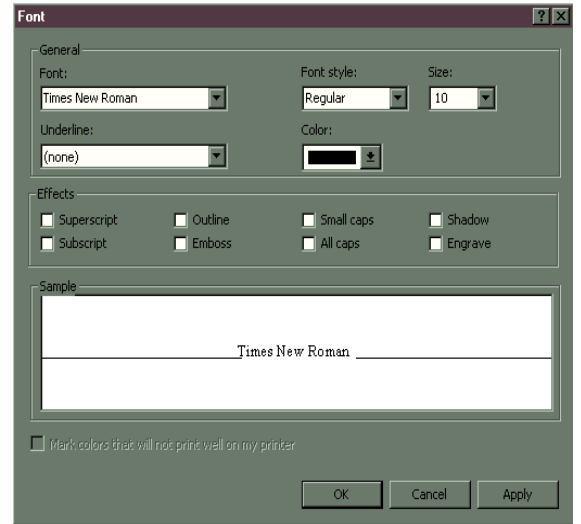 Font
General
Font: Font style: Size:
Times New Roman Regular 10
Underline: Color:
(none)
Effects
Superscript Outline Small caps Shadow
Subscript Emboss All caps Engrave
Sample
Times New Roman
Mark colors that will not print well on my printer
OK Cancel Apply